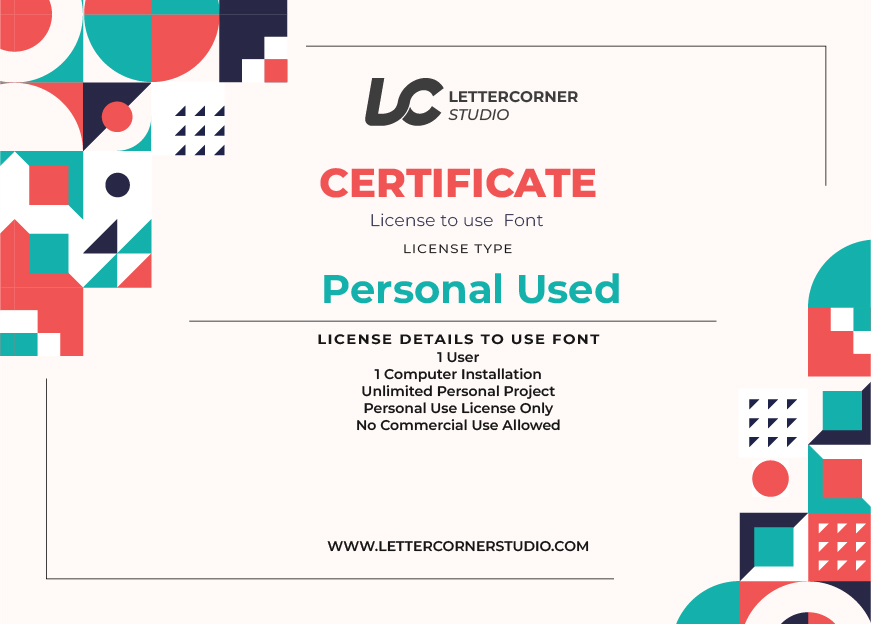 LC LETTERCORNER
STUDIO
CERTIFICATE
License to use Font
LICENSE TYPE
Personal Used
LICENSE DETAILS TO USE FONT
1 User
1 Computer Installation
Unlimited Personal Project
Personal Use License Only
No Commercial Use Allowed
WWW.LETTERCORNERSTUDIO.COM